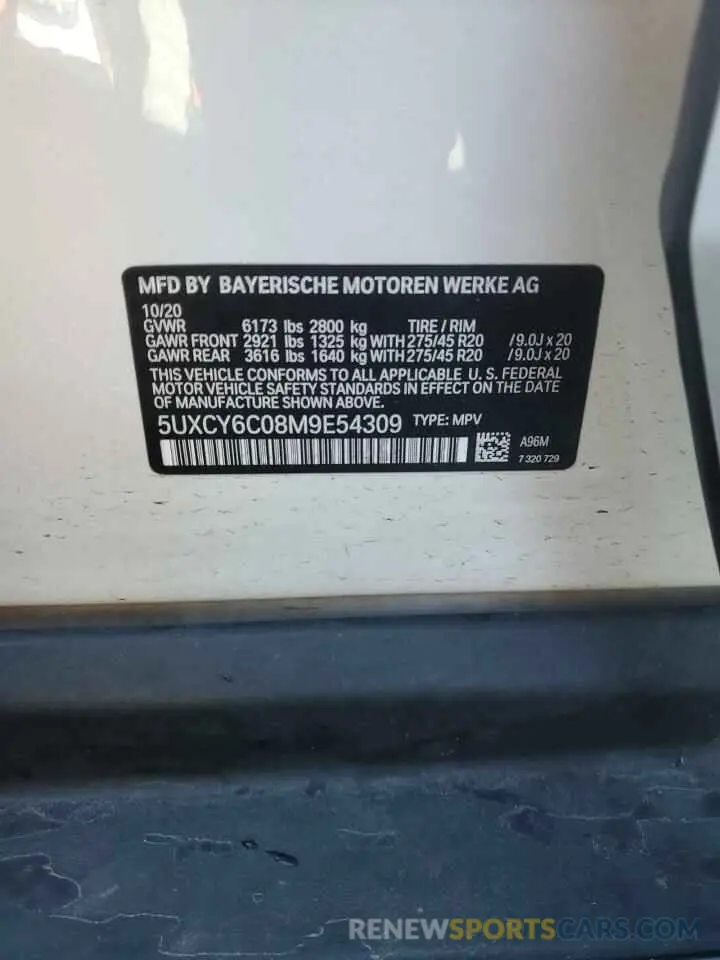 MFD BY BAYERISCHE MOTOREN WERKE AG
10/20
GVWR 6173 lbs 2800 kg TIRE / RIM
GAWR FRONT 2921 lbs 1325 kg WITH 275/45 R20 / 9.0J x 20
GAWR REAR 3616 lbs 1640 kg WITH 275/45 R20 / 9.0J x 20
THIS VEHICLE CONFORMS TO ALL APPLICABLE U. S. FEDERAL
MOTOR VEHICLE SAFETY STANDARDS IN EFFECT ON THE DATE
OF MANUFACTURE SHOWN ABOVE.
5UXCY6C08M9E54309 TYPE: MPV
A96M
7 320 729
RENEWSPORTSCARS.COM